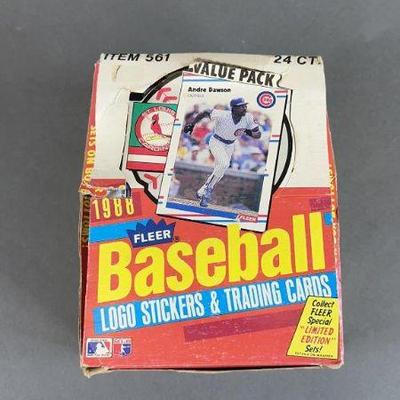 ITEM 561
24 CT.
VALUE PACK
Andre Dawson
FLEER
1988
FLEER
Baseball
LOGO STICKERS & TRADING CARDS
Collect
FLEER
Special
"LIMITED
EDITION"
Sets!